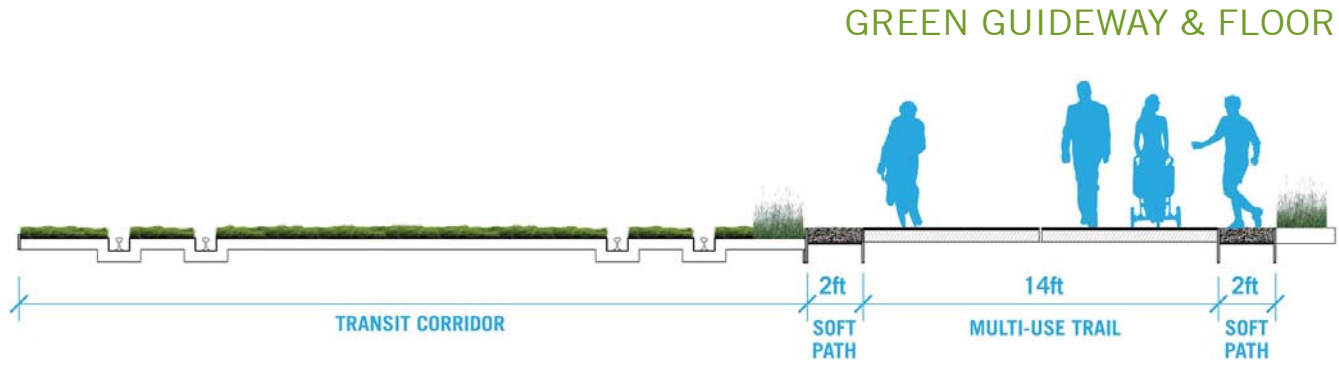 GREEN GUIDEWAY & FLOOR
2ft
14ft
2ft
TRANSIT CORRIDOR
SOFT
PATH
MULTI-USE TRAIL
SOFT
PATH